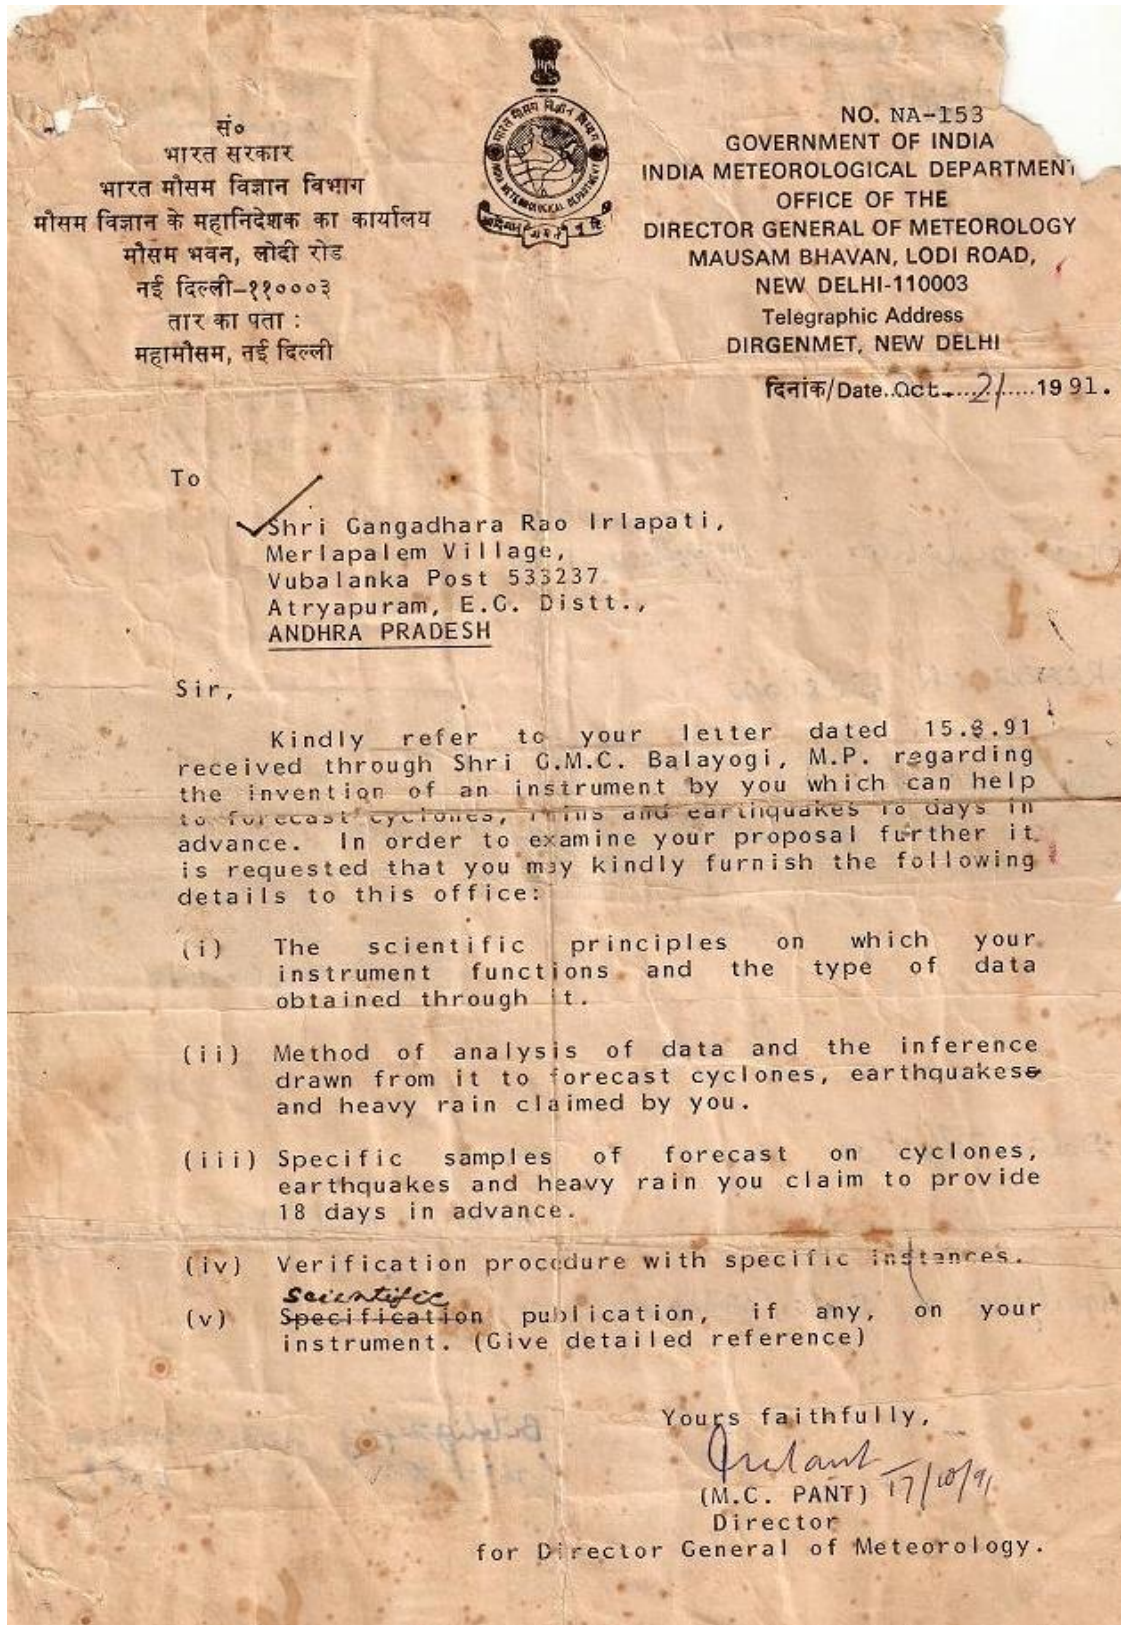 सं०
भारत सरकार
भारत मौसम विज्ञान विभाग
मौसम विज्ञान के महानिदेशक का कार्यालय
मौसम भवन, लोदी रोड
नई दिल्ली–११०००३
तार का पता :
महामौसम, नई दिल्ली
भारत मौसम विज्ञान विभाग
INDIA METEOROLOGICAL DEPARTMENT
NO. NA-153
GOVERNMENT OF INDIA
INDIA METEOROLOGICAL DEPARTMENT
OFFICE OF THE
DIRECTOR GENERAL OF METEOROLOGY
MAUSAM BHAVAN, LODI ROAD,
NEW DELHI-110003
Telegraphic Address
DIRGENMET, NEW DELHI
दिनांक/Date..Oct.....21.....1991.
To
Shri Gangadhara Rao Irlapati,
Merlapalem Village,
Vubalanka Post 533237
Atryapuram, E.G. Distt.,
ANDHRA PRADESH
Sir,
Kindly refer to your letter dated 15.8.91
received through Shri G.M.C. Balayogi, M.P. regarding
the invention of an instrument by you which can help
to forecast cyclones, rains and earthquakes 18 days in
advance. In order to examine your proposal further it
is requested that you may kindly furnish the following
details to this office:
(i) The scientific principles on which your
instrument functions and the type of data
obtained through it.
(ii) Method of analysis of data and the inference
drawn from it to forecast cyclones, earthquakes
and heavy rain claimed by you.
(iii) Specific samples of forecast on cyclones,
earthquakes and heavy rain you claim to provide
18 days in advance.
(iv) Verification procedure with specific instances.
scientific
(v) Specification publication, if any, on your
instrument. (Give detailed reference)
Yours faithfully,
17/10/91
(M.C. PANT)
Director
for Director General of Meteorology.